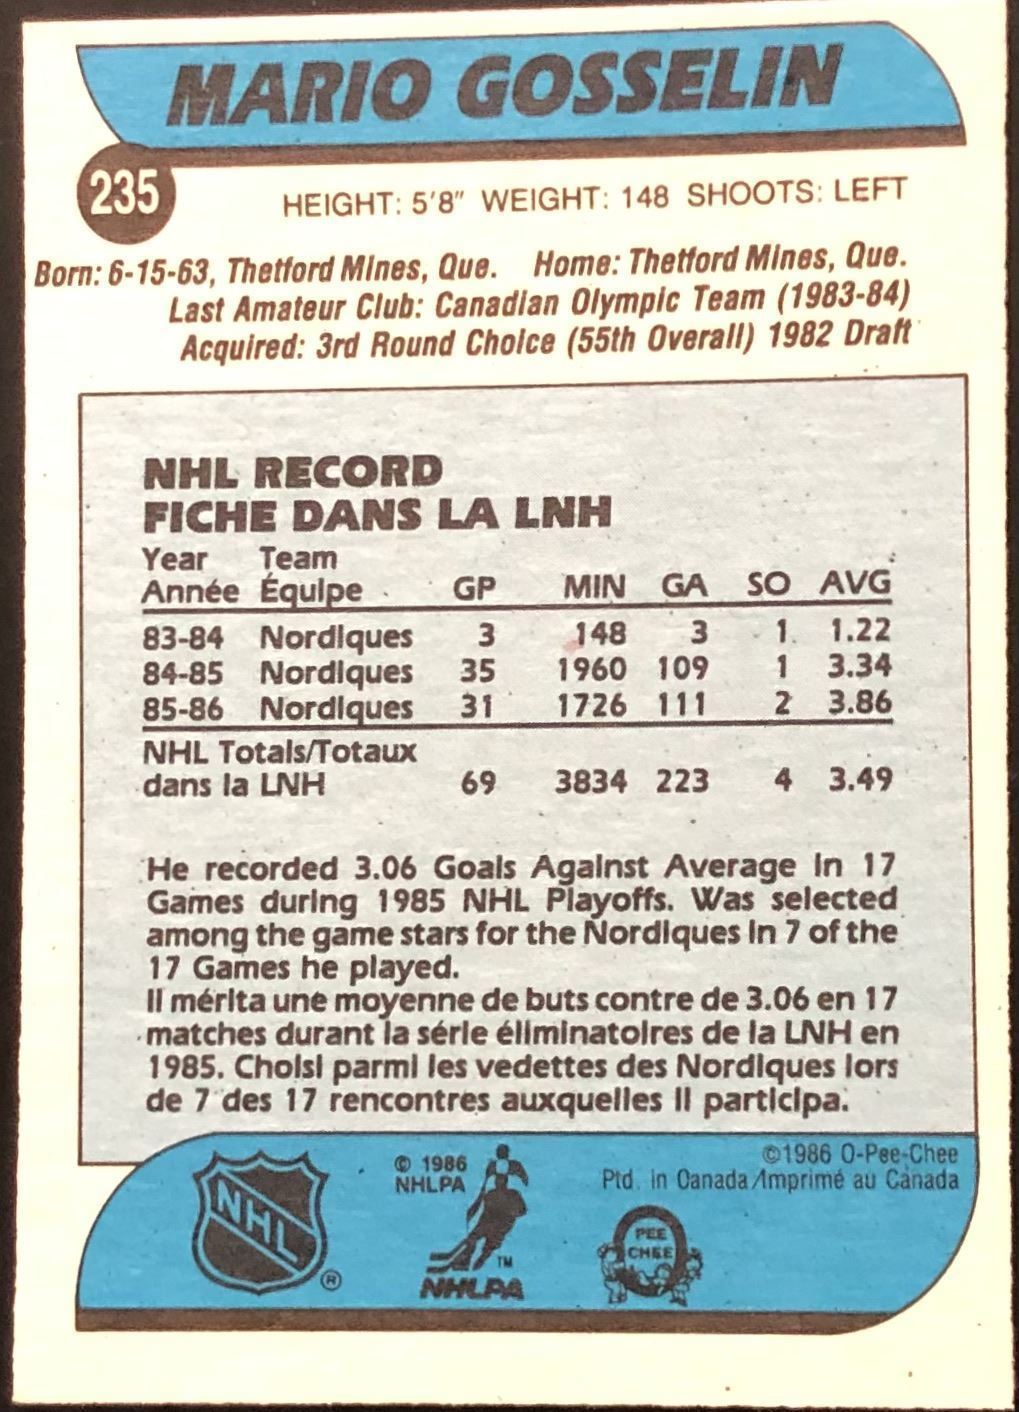 MARIO GOSSELIN
235
HEIGHT: 5'8" WEIGHT: 148 SHOOTS: LEFT
Born: 6-15-63, Thetford Mines, Que. Home: Thetford Mines, Que.
Last Amateur Club: Canadian Olympic Team (1983-84)
Acquired: 3rd Round Choice (55th Overall) 1982 Draft
NHL RECORD
FICHE DANS LA LNH
Year Team
Année Équipe GP MIN GA SO AVG
83-84 Nordiques 3 148 3 1 1.22
84-85 Nordiques 35 1960 109 1 3.34
85-86 Nordiques 31 1726 111 2 3.86
NHL Totals/Totaux
dans la LNH 69 3834 223 4 3.49
He recorded 3.06 Goals Against Average in 17
Games during 1985 NHL Playoffs. Was selected
among the game stars for the Nordiques in 7 of the
17 Games he played.
Il mérita une moyenne de buts contre de 3.06 en 17
matches durant la série éliminatoires de la LNH en
1985. Choisi parmi les vedettes des Nordiques lors
de 7 des 17 rencontres auxquelles il participa.
NHL ®
© 1986
NHLPA
TM
NHLPA
©1986 O-Pee-Chee
Ptd. in Canada/Imprimé au Canada
PEE
CHEE